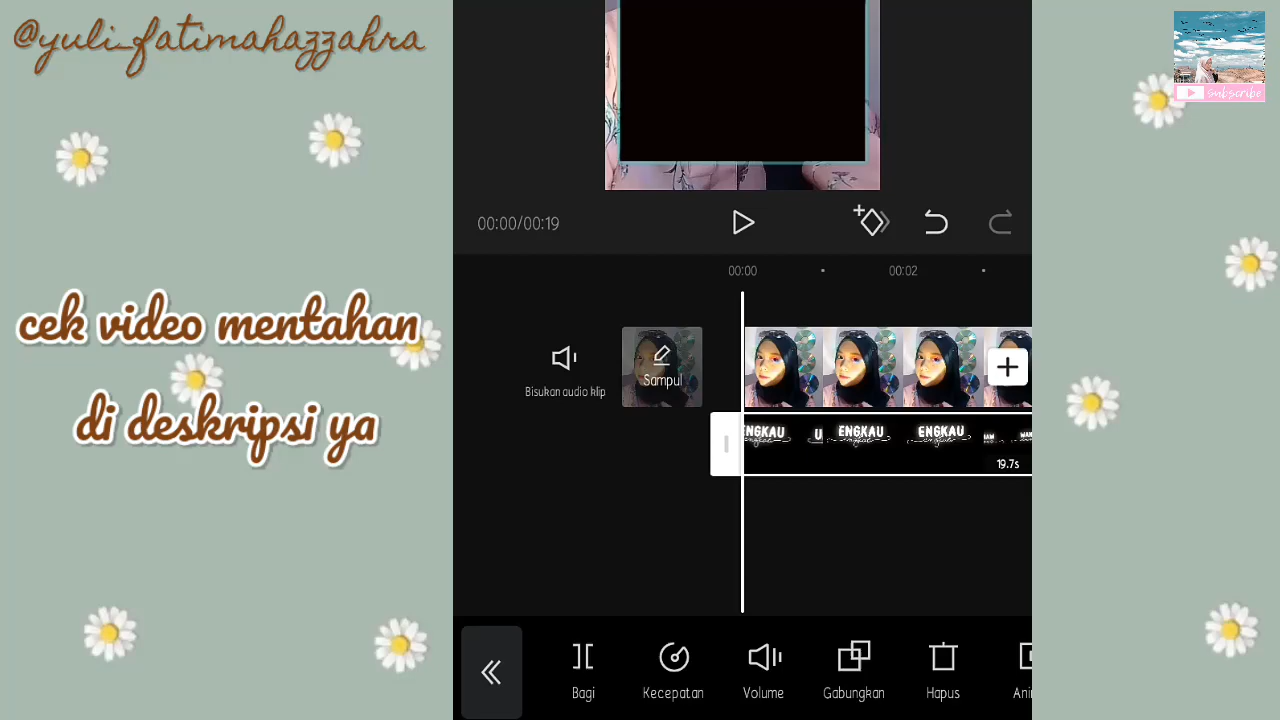 @yuli_fatimahazzahra
subscribe
cek video mentahan
di deskripsi ya
00:00/00:19
00:00
00:02
Bisukan audio klip
Sampul
ENGKAU
ENGKAU
ENGKAU
19.7s
Bagi
Kecepatan
Volume
Gabungkan
Hapus
Ani